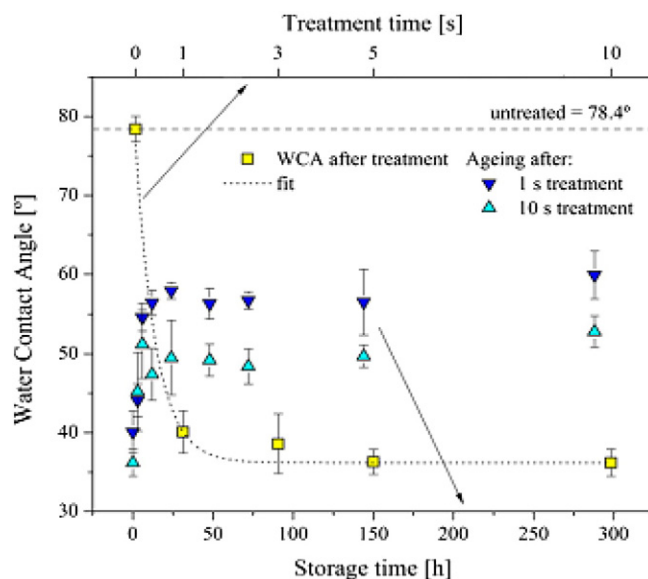 Treatment time [s]
0 1 3 5 10
80
70
60
50
40
30
Water Contact Angle [º]
untreated = 78.4º
WCA after treatment
fit
Ageing after:
1 s treatment
10 s treatment
0 50 100 150 200 250 300
Storage time [h]